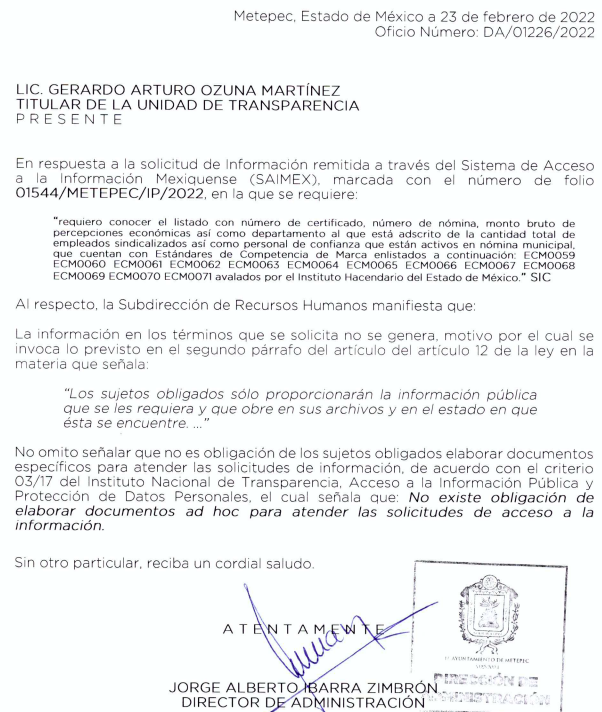 Metepec, Estado de México a 23 de febrero de 2022
Oficio Número: DA/01226/2022
LIC. GERARDO ARTURO OZUNA MARTÍNEZ
TITULAR DE LA UNIDAD DE TRANSPARENCIA
P R E S E N T E
En respuesta a la solicitud de Información remitida a través del Sistema de Acceso
a la Información Mexiquense (SAIMEX), marcada con el número de folio
01544/METEPEC/IP/2022, en la que se requiere:
"requiero conocer el listado con número de certificado, número de nómina, monto bruto de
percepciones económicas así como departamento al que está adscrito de la cantidad total de
empleados sindicalizados así como personal de confianza que están activos en nómina municipal,
que cuentan con Estándares de Competencia de Marca enlistados a continuación: ECM0059
ECM0060 ECM0061 ECM0062 ECM0063 ECM0064 ECM0065 ECM0066 ECM0067 ECM0068
ECM0069 ECM0070 ECM0071 avalados por el Instituto Hacendario del Estado de México." SIC
Al respecto, la Subdirección de Recursos Humanos manifiesta que:
La información en los términos que se solicita no se genera, motivo por el cual se
invoca lo previsto en el segundo párrafo del artículo del artículo 12 de la ley en la
materia que señala:
"Los sujetos obligados sólo proporcionarán la información pública
que se les requiera y que obre en sus archivos y en el estado en que
ésta se encuentre. ..."
No omito señalar que no es obligación de los sujetos obligados elaborar documentos
específicos para atender las solicitudes de información, de acuerdo con el criterio
03/17 del Instituto Nacional de Transparencia, Acceso a la Información Pública y
Protección de Datos Personales, el cual señala que: No existe obligación de
elaborar documentos ad hoc para atender las solicitudes de acceso a la
información.
Sin otro particular, reciba un cordial saludo.
A T E N T A M E N T E
H. AYUNTAMIENTO DE METEPEC
DIRECCIÓN DE
ADMINISTRACIÓN
JORGE ALBERTO IBARRA ZIMBRÓN
DIRECTOR DE ADMINISTRACIÓN